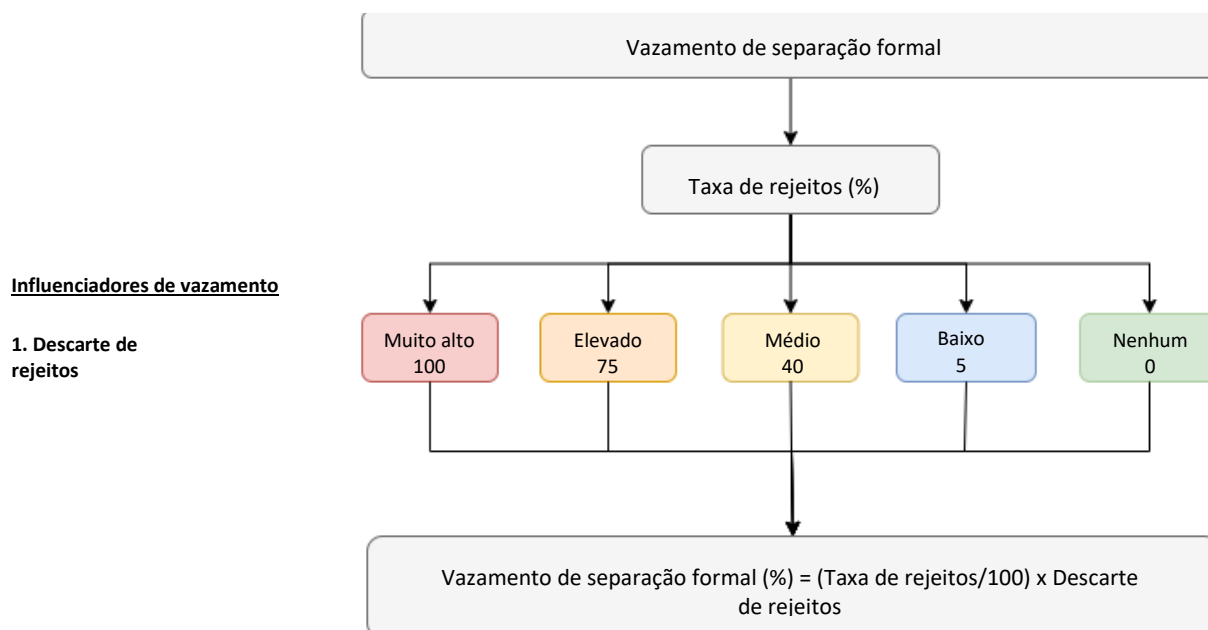 Vazamento de separação formal
Taxa de rejeitos (%)
Influenciadores de vazamento
1. Descarte de
rejeitos
Muito alto
100
Elevado
75
Médio
40
Baixo
5
Nenhum
0
Vazamento de separação formal (%) = (Taxa de rejeitos/100) x Descarte
de rejeitos